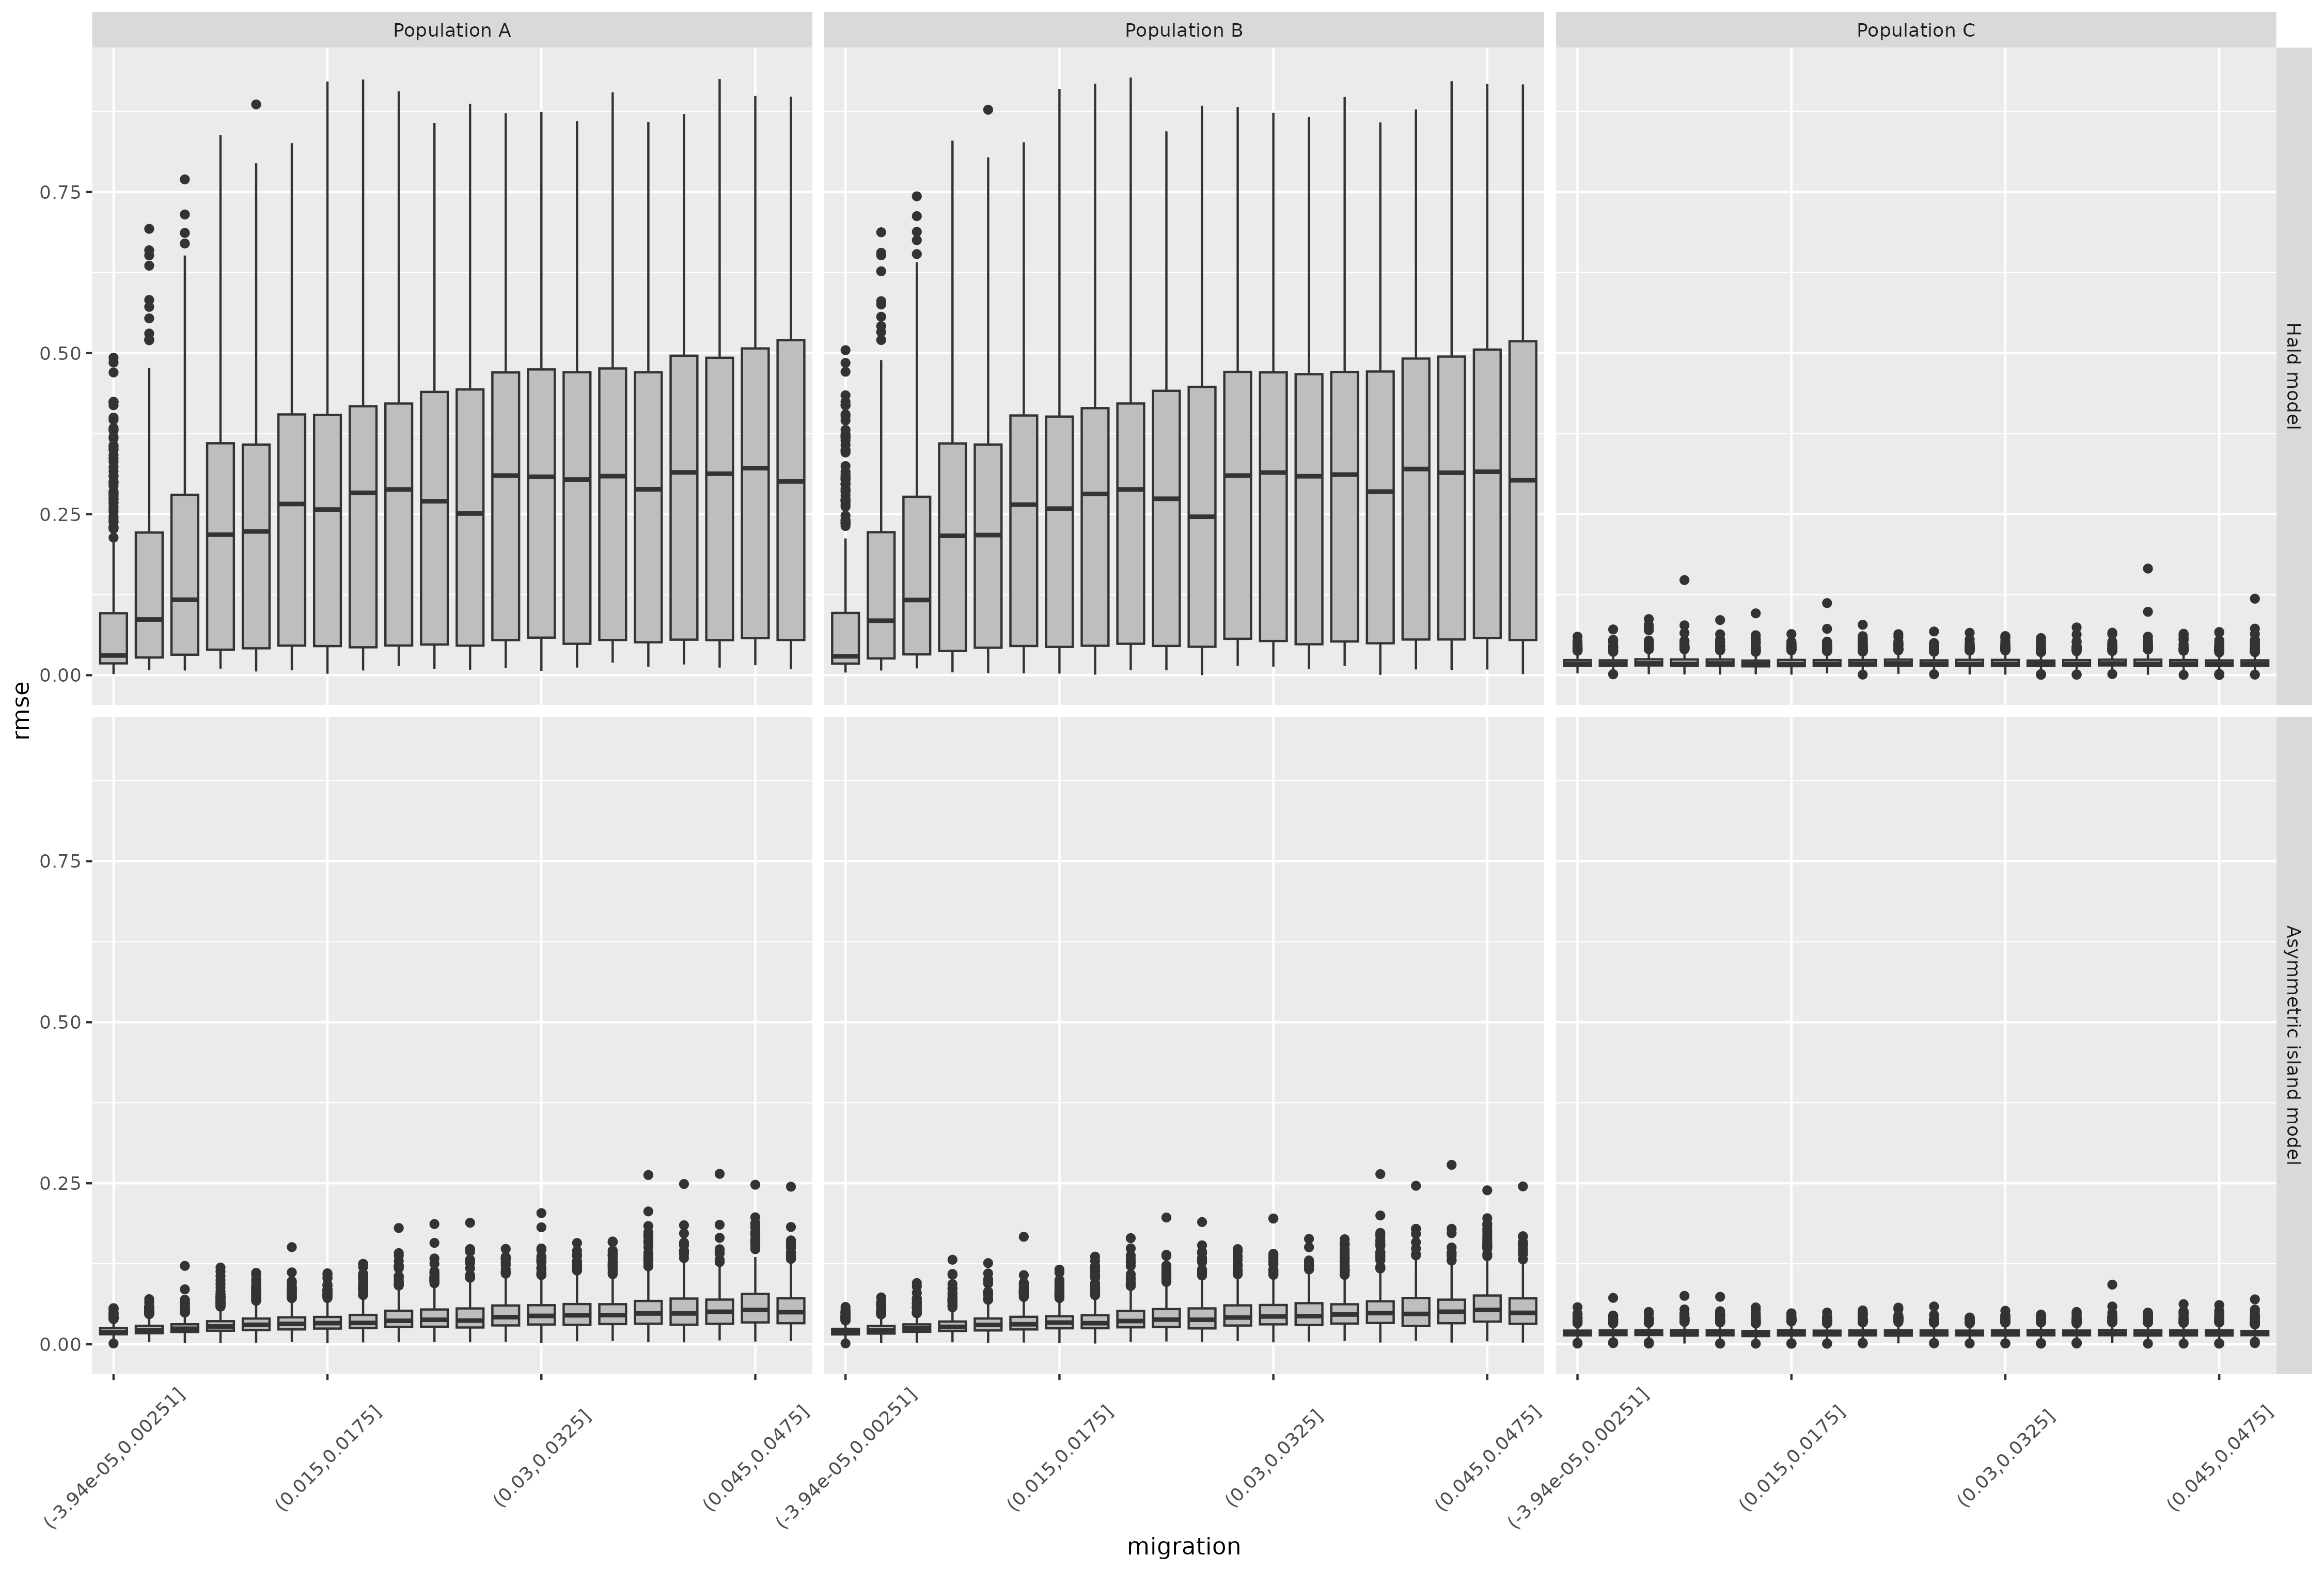 Population A
Population B
Population C
Hald model
0.75
0.50
0.25
0.00
rmse
Asymmetric island model
0.75
0.50
0.25
0.00
(-3.94e-05,0.00251]
(0.015,0.0175]
(0.03,0.0325]
(0.045,0.0475]
(-3.94e-05,0.00251]
(0.015,0.0175]
(0.03,0.0325]
(0.045,0.0475]
(-3.94e-05,0.00251]
(0.015,0.0175]
(0.03,0.0325]
(0.045,0.0475]
migration